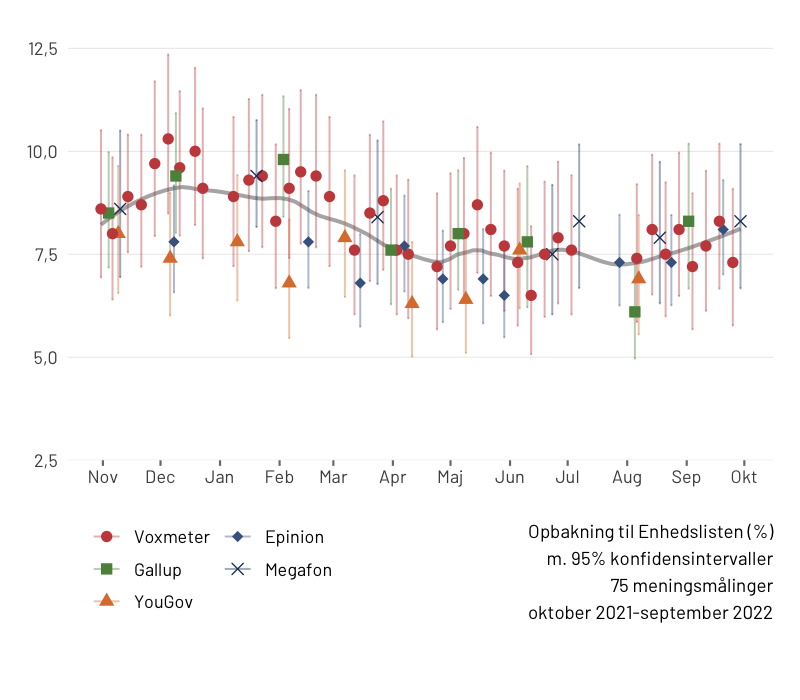 12,5
10,0
7,5
5,0
2,5
Nov Dec Jan Feb Mar Apr Maj Jun Jul Aug Sep Okt
Voxmeter Epinion
Gallup Megafon
YouGov
Opbakning til Enhedslisten (%)
m. 95% konfidensintervaller
75 meningsmålinger
oktober 2021-september 2022